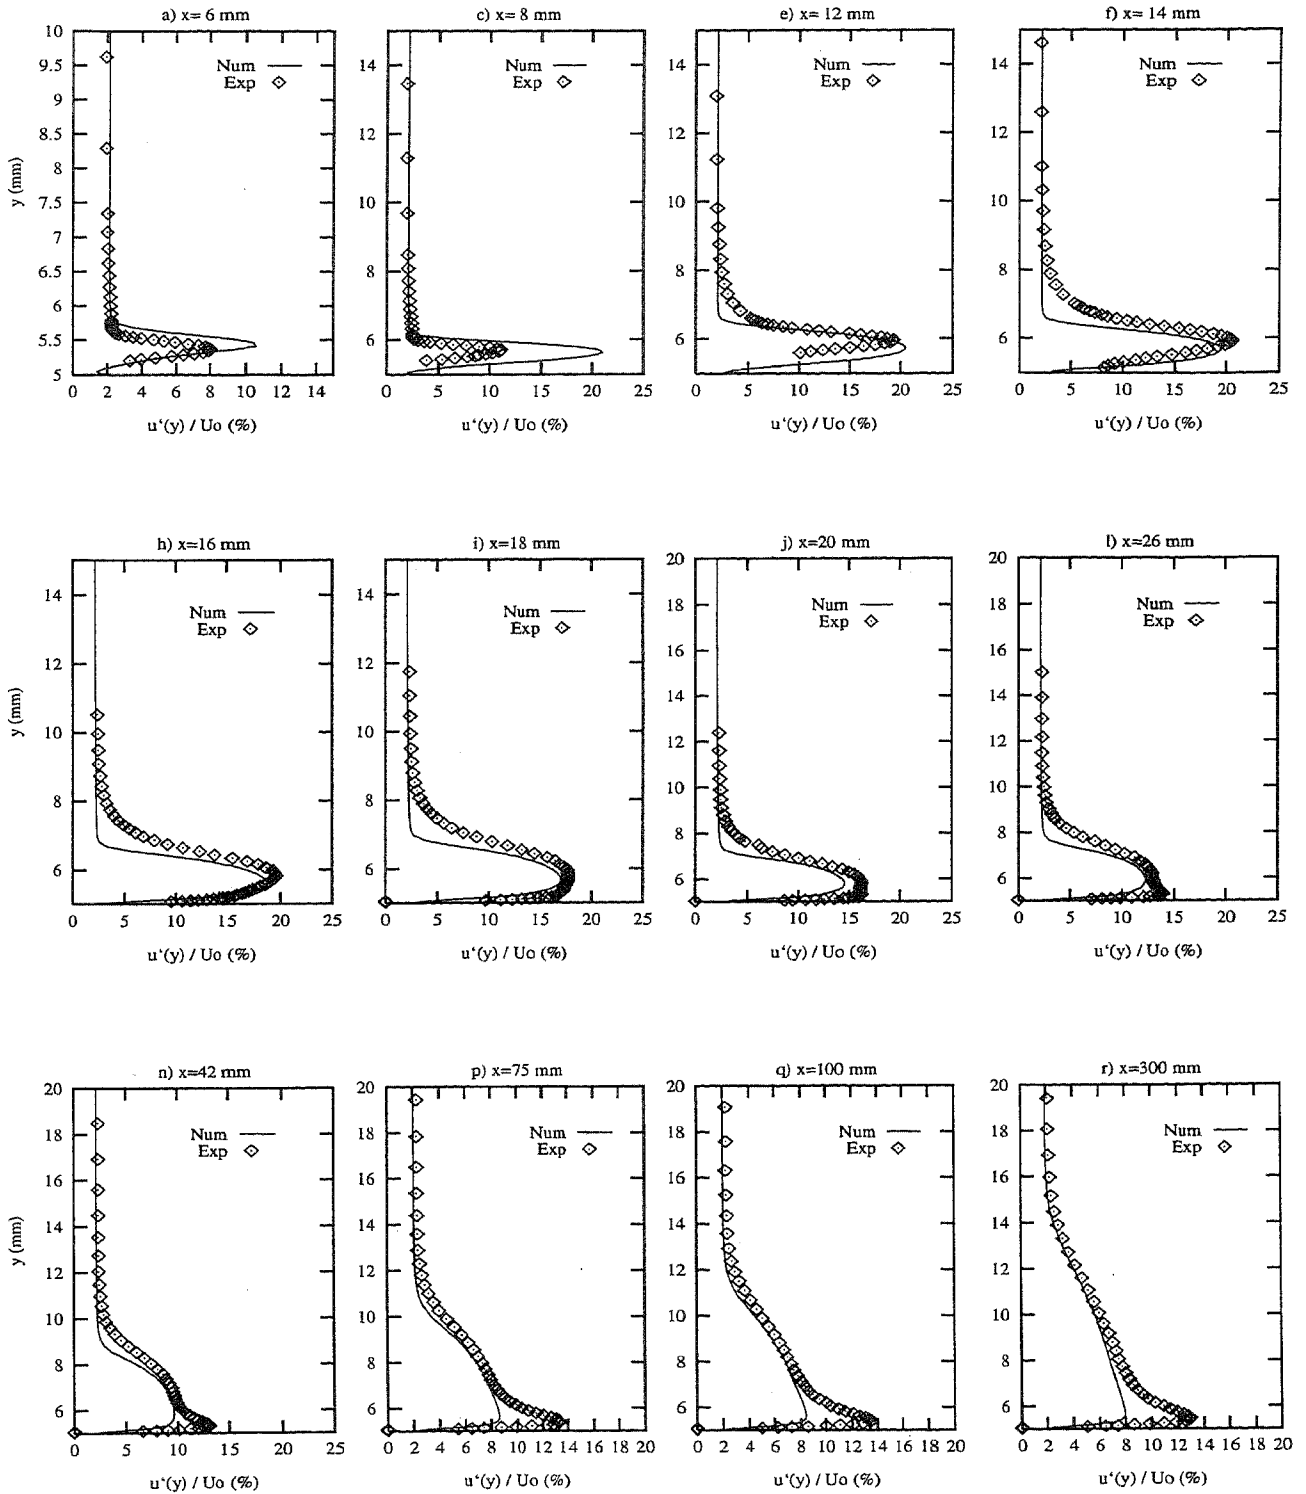 a) x= 6 mm
c) x= 8 mm
e) x= 12 mm
f) x= 14 mm
10
9.5
9
8.5
8
7.5
7
6.5
6
5.5
5
14
12
10
8
6
14
12
10
8
6
14
12
10
8
6
Num
Exp
Num
Exp
Num
Exp
Num
Exp
y (mm)
0 2 4 6 8 10 12 14
0 5 10 15 20 25
0 5 10 15 20 25
0 5 10 15 20 25
u‘(y) / Uo (%)
u‘(y) / Uo (%)
u‘(y) / Uo (%)
u‘(y) / Uo (%)
h) x=16 mm
i) x=18 mm
j) x=20 mm
l) x=26 mm
14
12
10
8
6
14
12
10
8
6
20
18
16
14
12
10
8
6
20
18
16
14
12
10
8
6
Num
Exp
Num
Exp
Num
Exp
Num
Exp
y (mm)
0 5 10 15 20 25
0 5 10 15 20 25
0 5 10 15 20 25
0 5 10 15 20 25
u‘(y) / Uo (%)
u‘(y) / Uo (%)
u‘(y) / Uo (%)
u‘(y) / Uo (%)
n) x=42 mm
p) x=75 mm
q) x=100 mm
r) x=300 mm
20
18
16
14
12
10
8
6
20
18
16
14
12
10
8
6
20
18
16
14
12
10
8
6
20
18
16
14
12
10
8
6
Num
Exp
Num
Exp
Num
Exp
Num
Exp
y (mm)
0 5 10 15 20 25
0 2 4 6 8 10 12 14 16 18 20
0 2 4 6 8 10 12 14 16 18 20
0 2 4 6 8 10 12 14 16 18 20
u‘(y) / Uo (%)
u‘(y) / Uo (%)
u‘(y) / Uo (%)
u‘(y) / Uo (%)